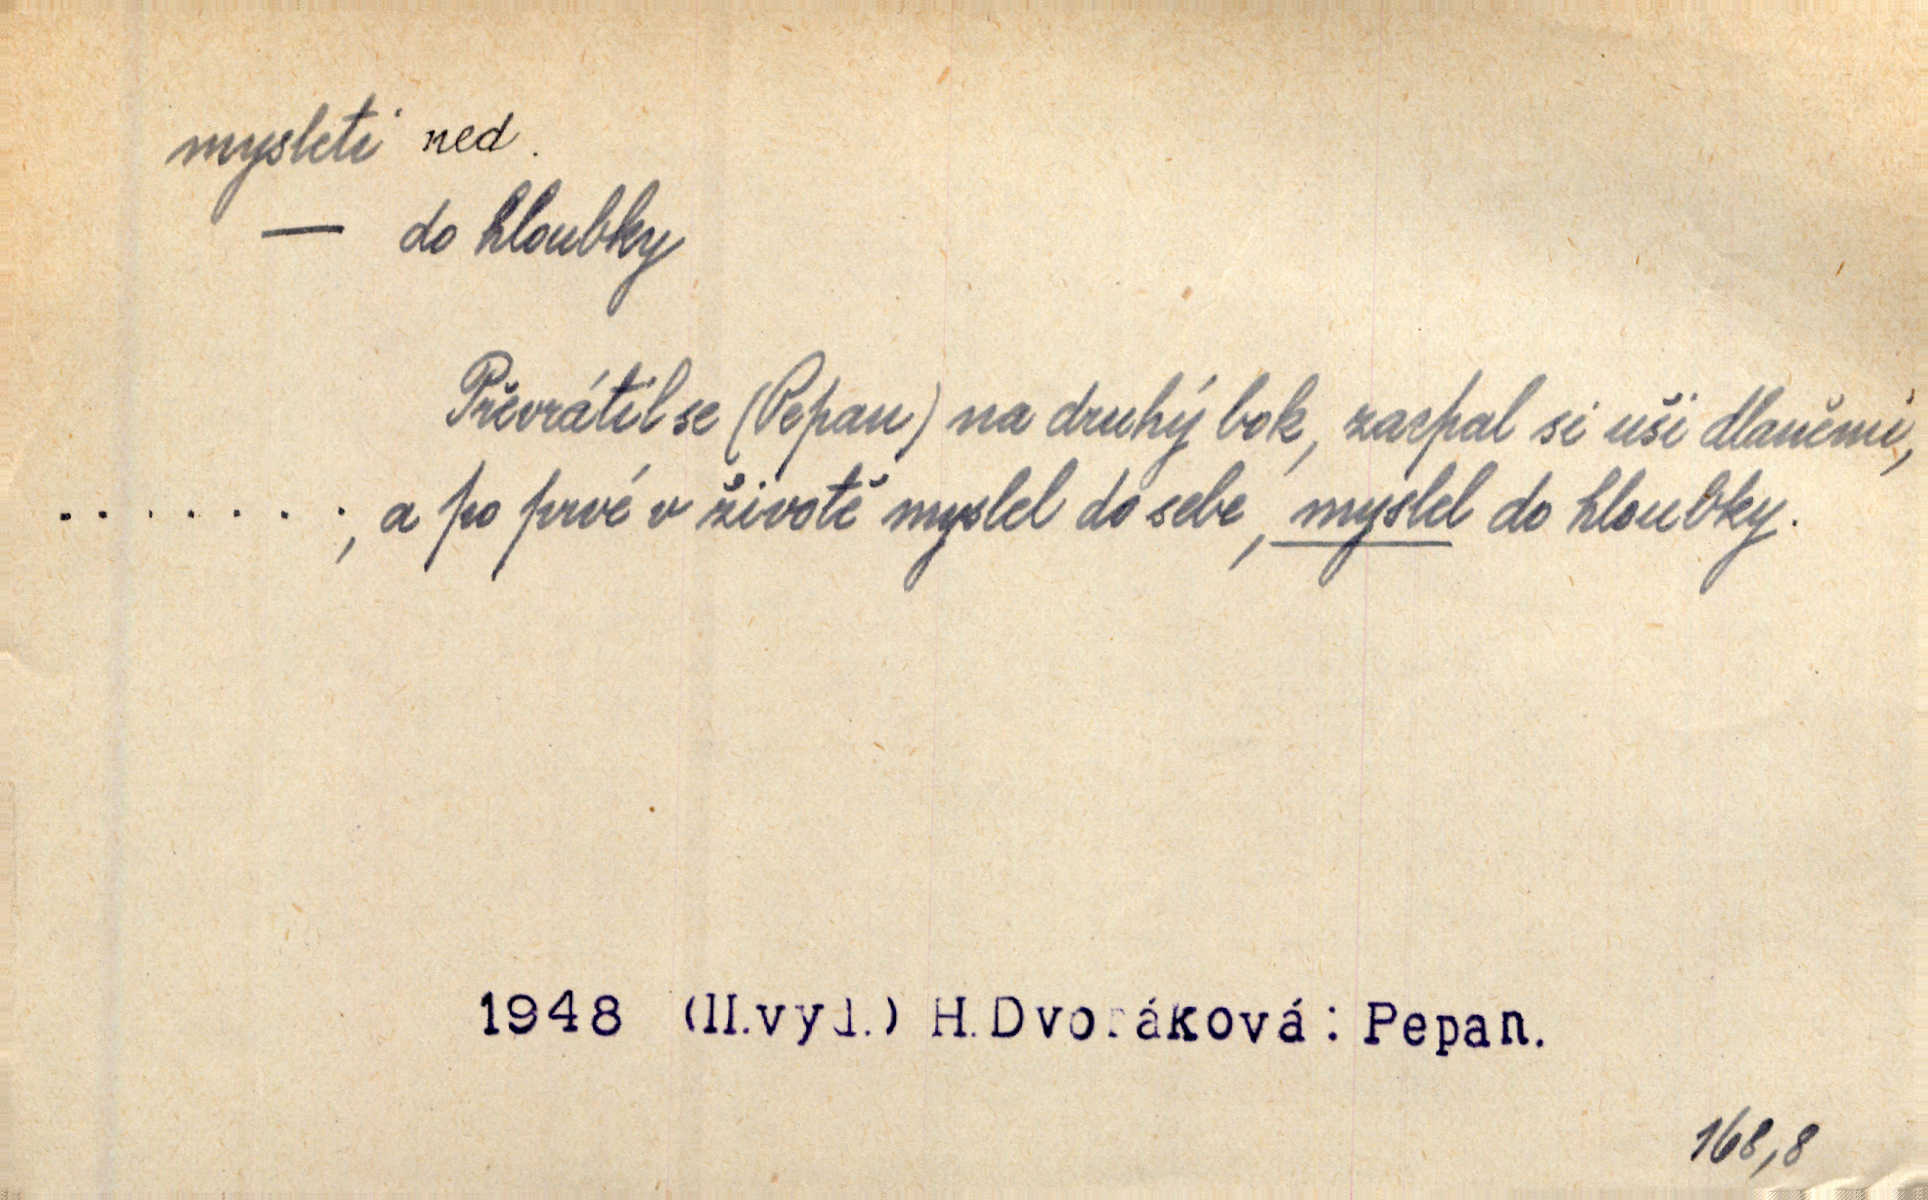 mysleti ned.
— do hloubky
Převrátil se (Pepan) na druhý bok, zacpal si uši dlaněmi,
. . . . . . . ., a po prvé v životě myslel do sebe, myslel do hloubky.
1948 (II.vyd.) H.Dvořáková: Pepan.
168,8